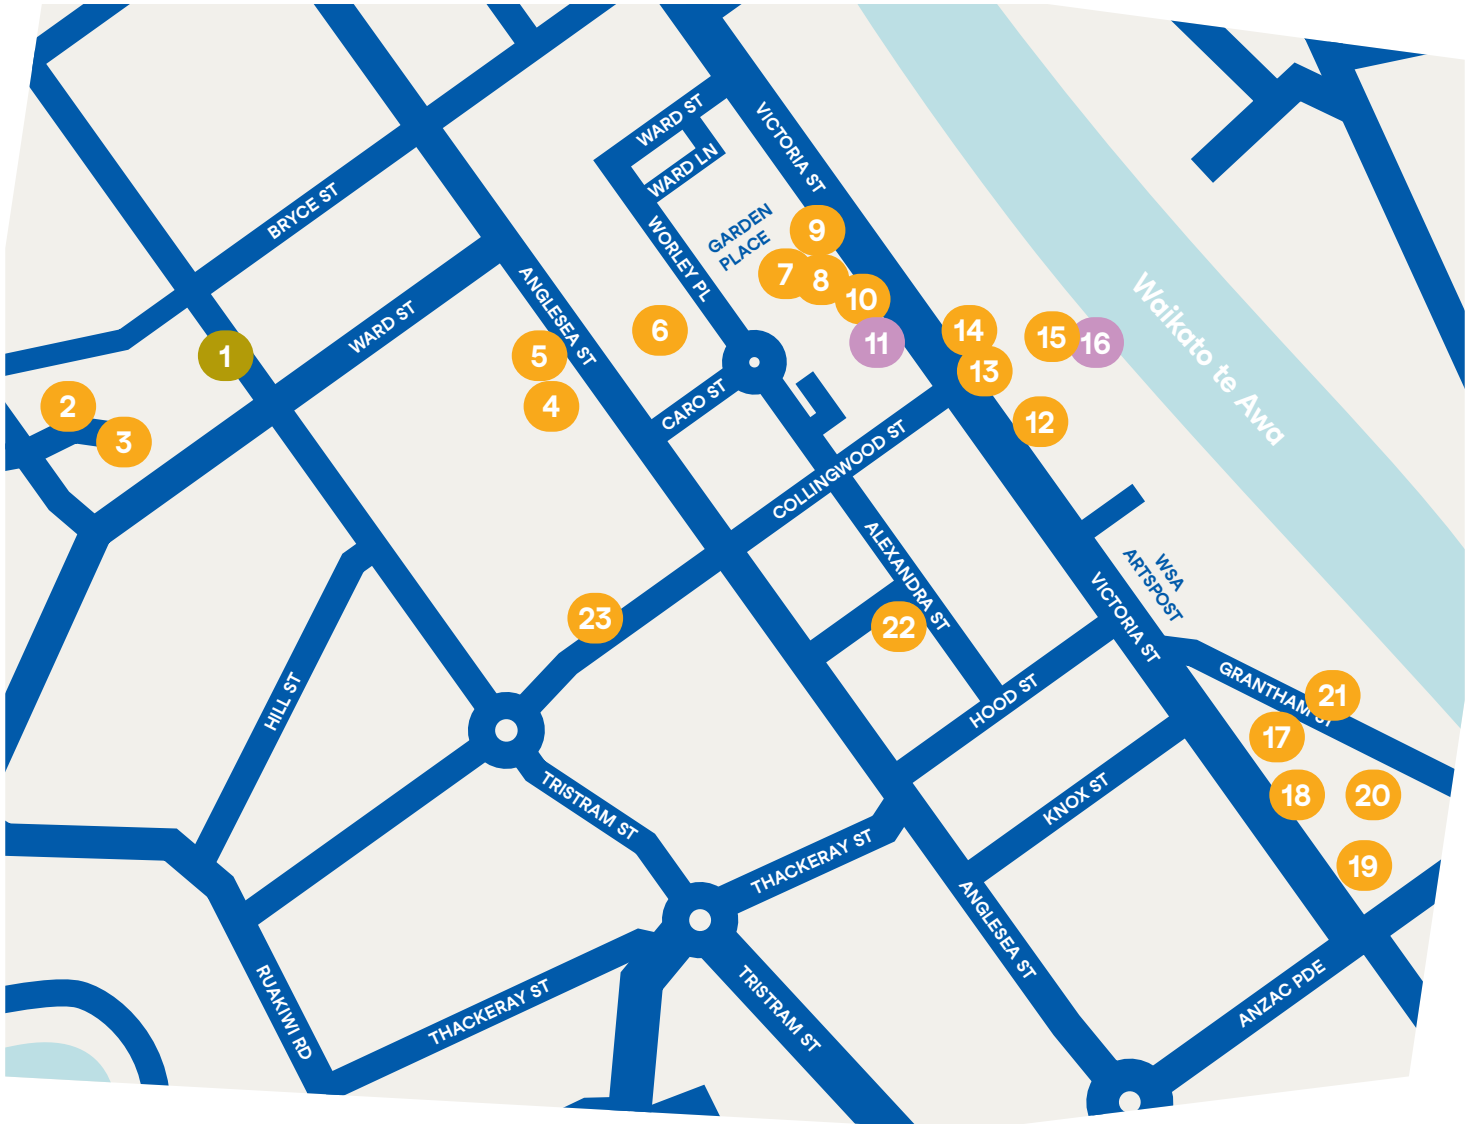 WARD ST
VICTORIA ST
WARD LN
BRYCE ST
GARDEN
PLACE
9
WORLEY PL
7
8
10
ANGLESEA ST
Waikato te Awa
WARD ST
6
14
15
16
11
1
5
13
CARO ST
2
4
12
3
COLLINGWOOD ST
ALEXANDRA ST
WSA
ARTSPOST
VICTORIA ST
23
22
HILL ST
HOOD ST
GRANTHAM ST
21
17
TRISTRAM ST
KNOX ST
18
20
THACKERAY ST
19
ANGLESEA ST
RUAKIWI RD
THACKERAY ST
TRISTRAM ST
ANZAC PDE